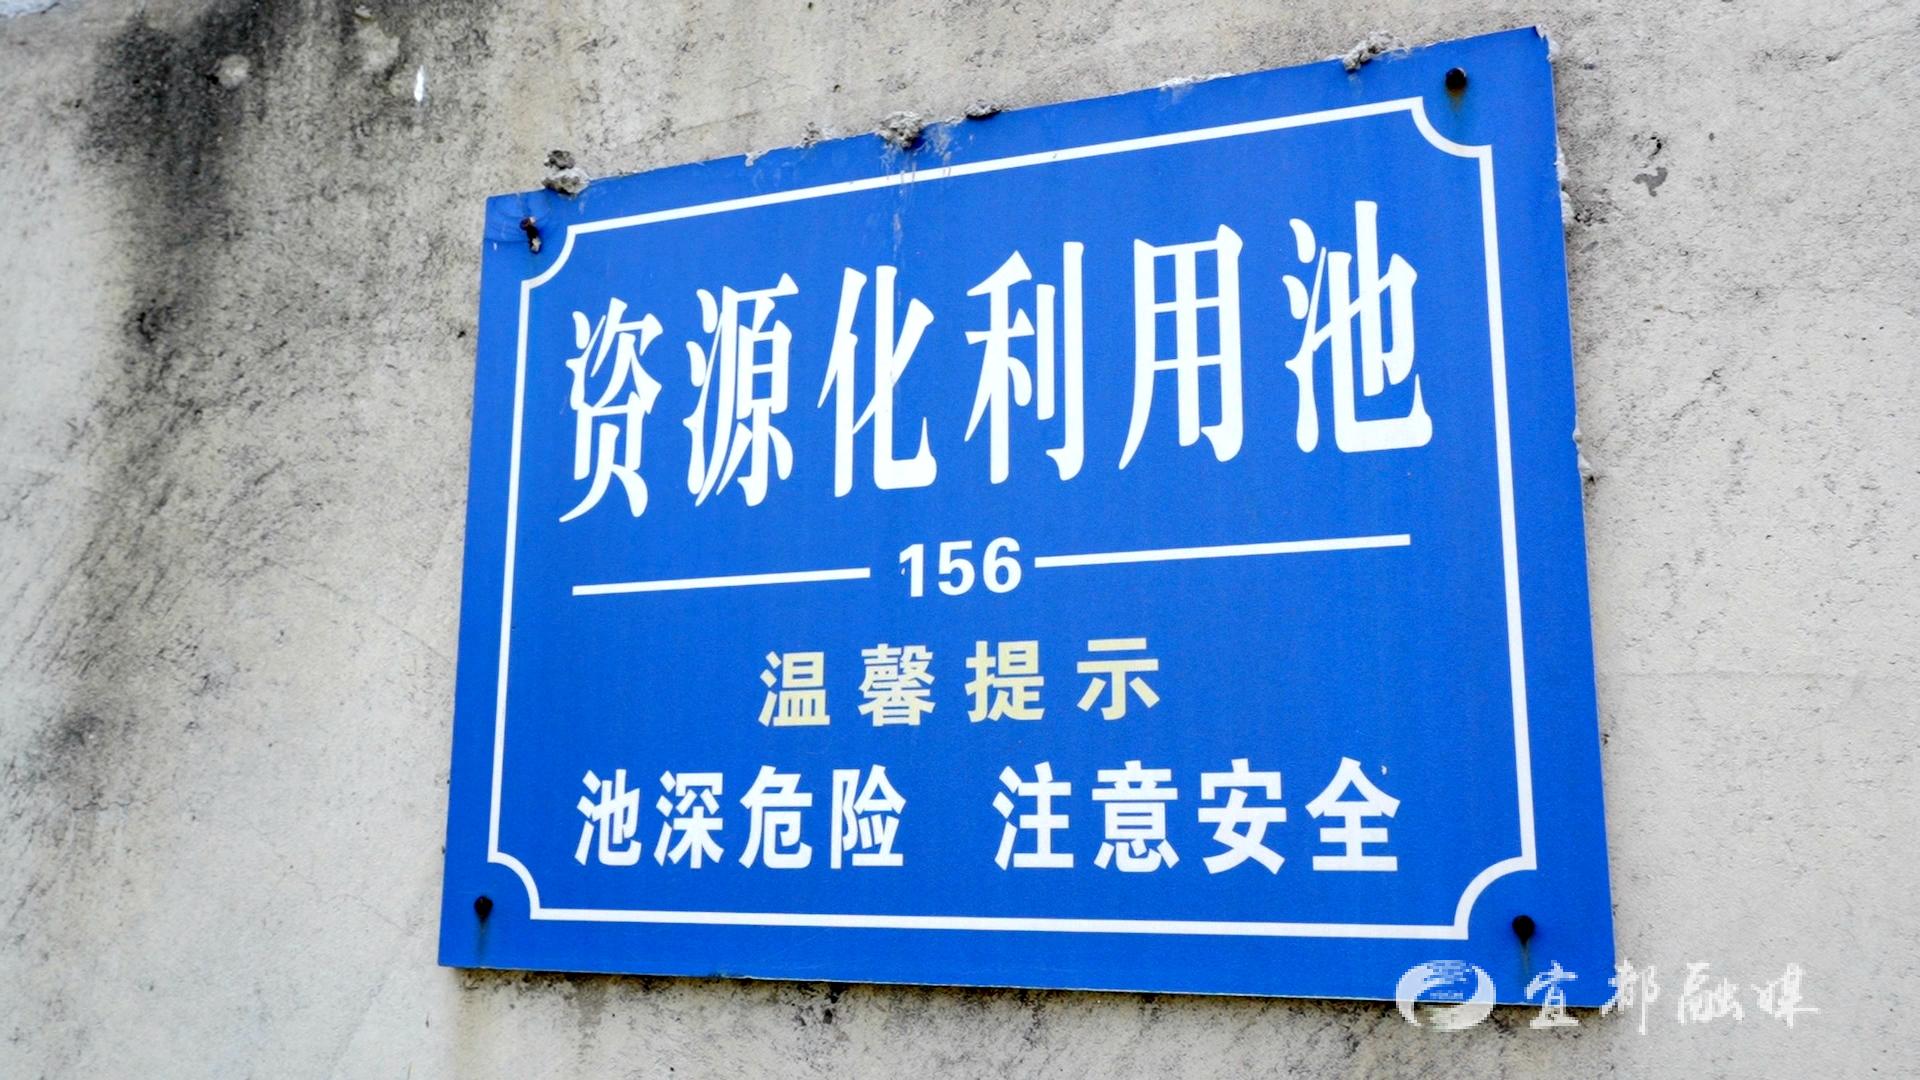 资源化利用池
156
温馨提示
池深危险 注意安全
宜都融媒